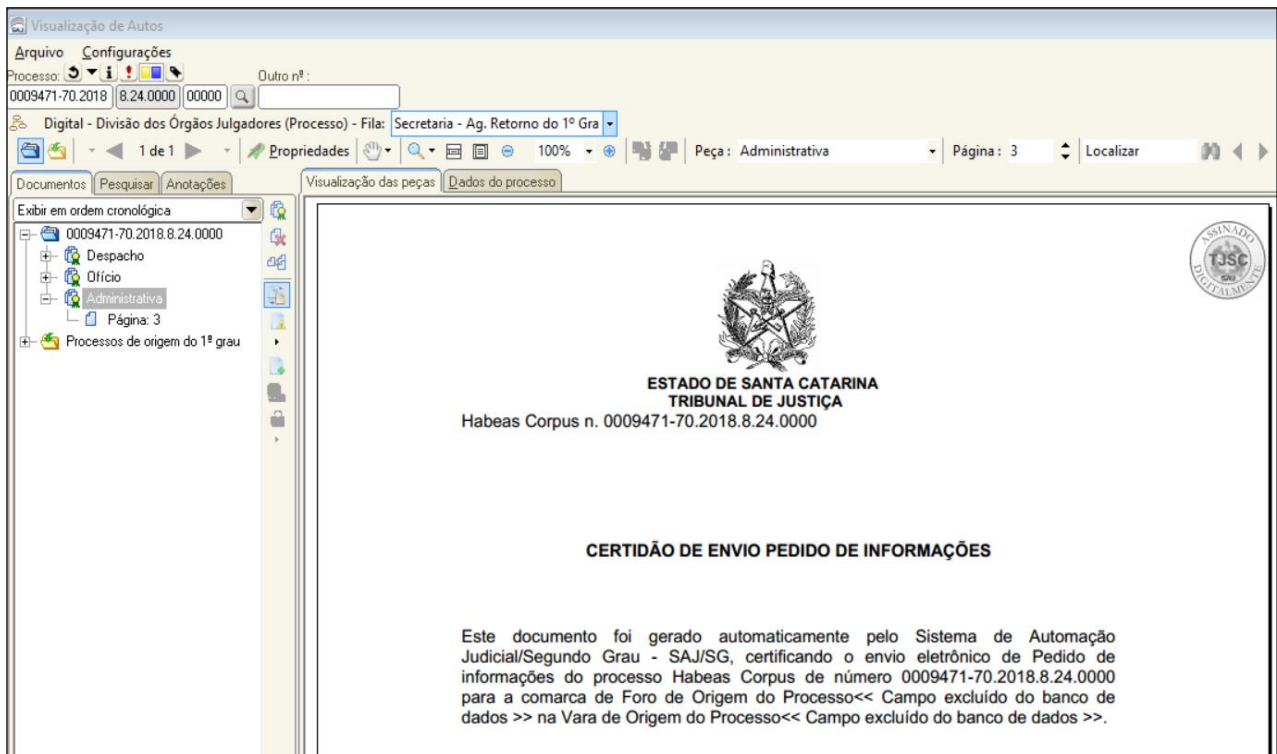 Visualização de Autos
Arquivo Configurações
Processo: Outro nº :
0009471-70.2018 8.24.0000 00000
Digital - Divisão dos Órgãos Julgadores (Processo) - Fila: Secretaria - Ag. Retorno do 1º Gra
1 de 1 Propriedades 100% Peça: Administrativa Página: 3 Localizar
Documentos Pesquisar Anotações
Visualização das peças Dados do processo
Exibir em ordem cronológica
0009471-70.2018.8.24.0000
Despacho
Ofício
Administrativa
Página: 3
Processos de origem do 1ª grau
ASSINADO
TJSC
SAJ
DIGITALMENTE
ESTADO DE SANTA CATARINA
TRIBUNAL DE JUSTIÇA
Habeas Corpus n. 0009471-70.2018.8.24.0000
CERTIDÃO DE ENVIO PEDIDO DE INFORMAÇÕES
Este documento foi gerado automaticamente pelo Sistema de Automação
Judicial/Segundo Grau - SAJ/SG, certificando o envio eletrônico de Pedido de
informações do processo Habeas Corpus de número 0009471-70.2018.8.24.0000
para a comarca de Foro de Origem do Processo<< Campo excluído do banco de
dados >> na Vara de Origem do Processo<< Campo excluído do banco de dados >>.